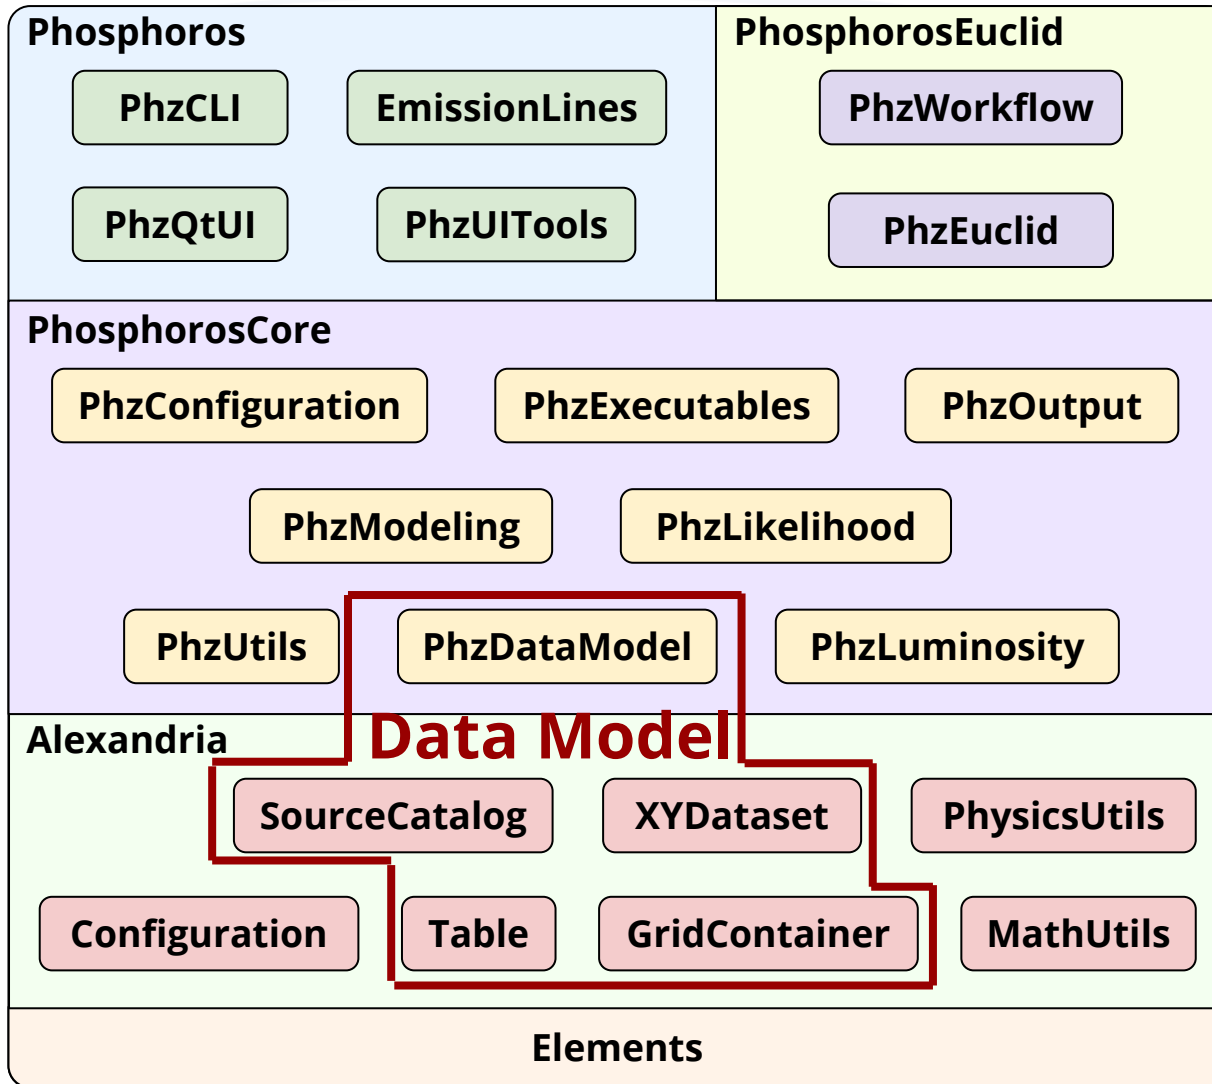 Phosphoros
PhosphorosEuclid
PhzCLI
EmissionLines
PhzWorkflow
PhzQtUI
PhzUITools
PhzEuclid
PhosphorosCore
PhzConfiguration
PhzExecutables
PhzOutput
PhzModeling
PhzLikelihood
PhzUtils
PhzDataModel
PhzLuminosity
Alexandria
Data Model
SourceCatalog
XYDataset
PhysicsUtils
Configuration
Table
GridContainer
MathUtils
Elements